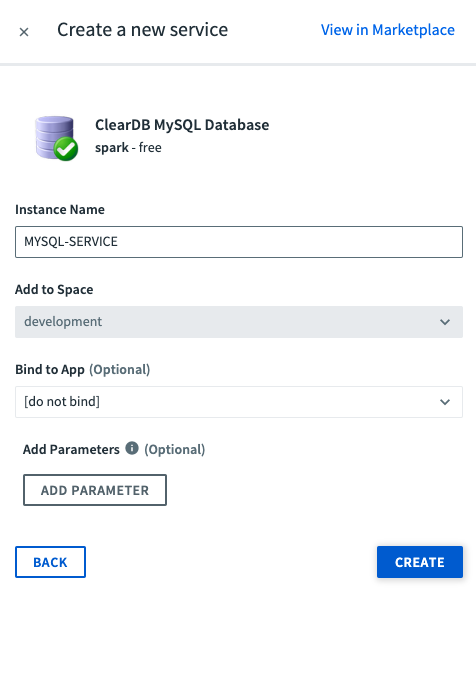 × Create a new service View in Marketplace
ClearDB MySQL Database
spark - free
Instance Name
MYSQL-SERVICE
Add to Space
development
Bind to App (Optional)
[do not bind]
Add Parameters i (Optional)
ADD PARAMETER
BACK CREATE